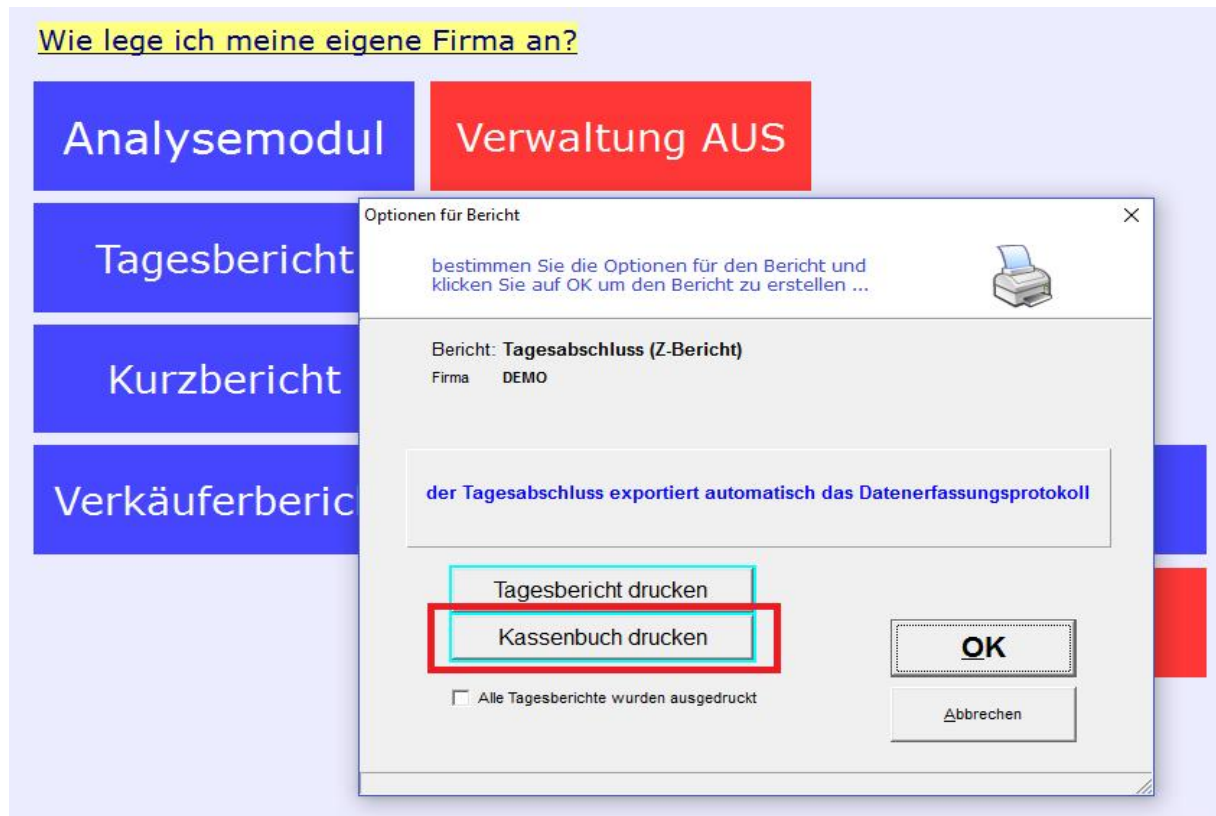 Wie lege ich meine eigene Firma an?
Analysemodul
Verwaltung AUS
Tagesbericht
Kurzbericht
Optionen für Bericht
bestimmen Sie die Optionen für den Bericht und
klicken Sie auf OK um den Bericht zu erstellen ...
Bericht: Tagesabschluss (Z-Bericht)
Firma DEMO
der Tagesabschluss exportiert automatisch das Datenerfassungsprotokoll
Tagesbericht drucken
Kassenbuch drucken
Alle Tagesberichte wurden ausgedruckt
OK
Abbrechen